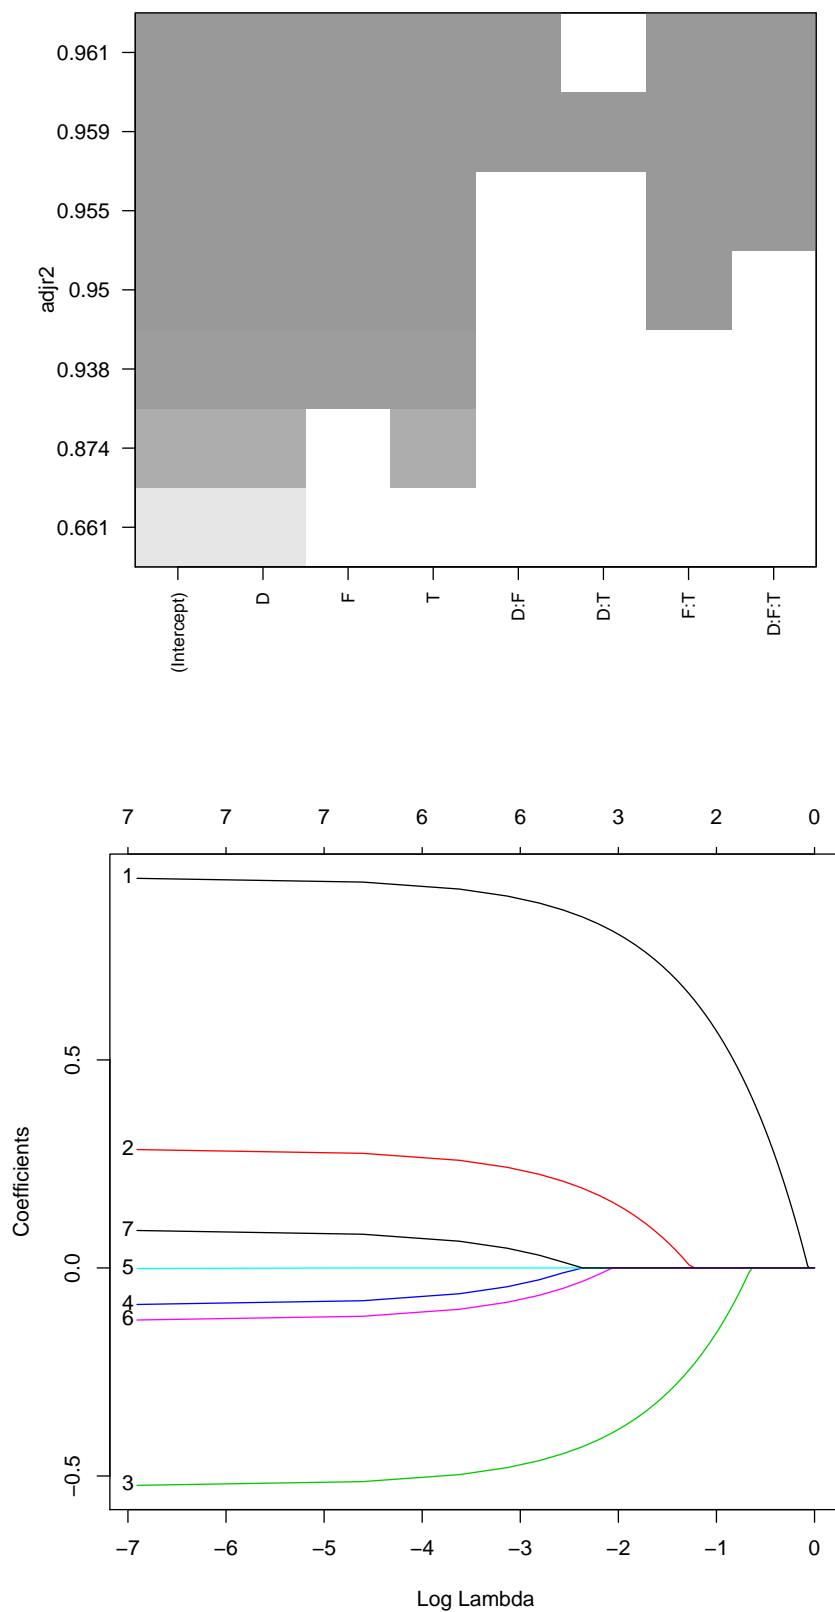 adjr2
0.961
0.959
0.955
0.95
0.938
0.874
0.661
(Intercept)
D
F
T
D:F
D:T
F:T
D:F:T
7 7 7 6 6 3 2 0
Coefficients
0.5
0.0
−0.5
1
2
7
5
4
6
3
−7 −6 −5 −4 −3 −2 −1 0
Log Lambda